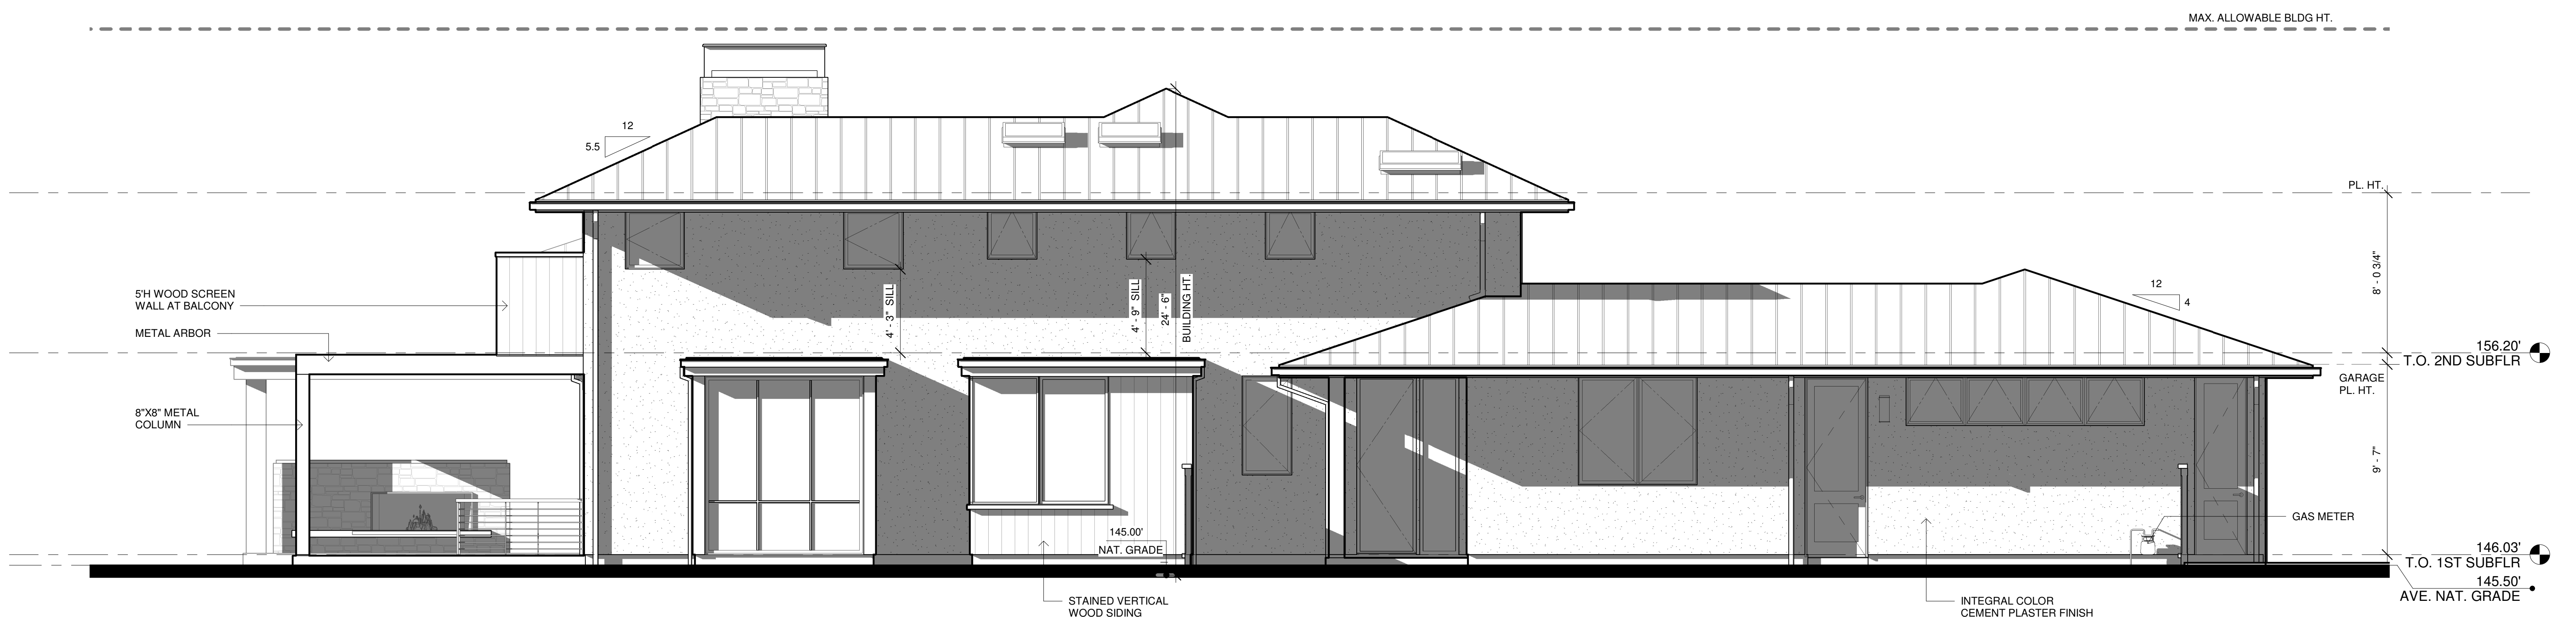 MAX. ALLOWABLE BLDG HT.
12
5.5
PL. HT.
8' - 0 3/4"
5'H WOOD SCREEN
WALL AT BALCONY
METAL ARBOR
8"X8" METAL
COLUMN
4' - 3" SILL
4' - 9" SILL
24' - 6"
BUILDING HT.
12
4
156.20'
T.O. 2ND SUBFLR
GARAGE
PL. HT.
9' - 7"
GAS METER
145.00'
NAT. GRADE
146.03'
T.O. 1ST SUBFLR
145.50'
AVE. NAT. GRADE
STAINED VERTICAL
WOOD SIDING
INTEGRAL COLOR
CEMENT PLASTER FINISH